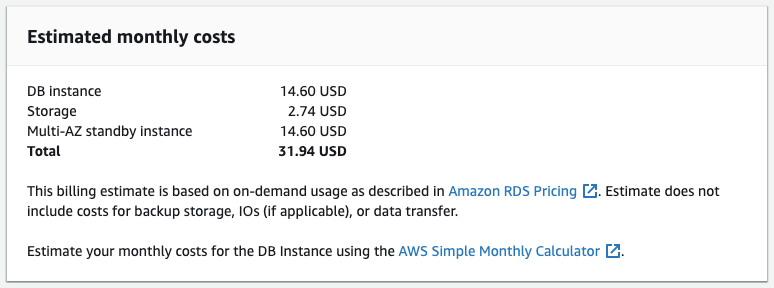 Estimated monthly costs
DB instance 14.60 USD
Storage 2.74 USD
Multi-AZ standby instance 14.60 USD
Total 31.94 USD
This billing estimate is based on on-demand usage as described in Amazon RDS Pricing. Estimate does not
include costs for backup storage, IOs (if applicable), or data transfer.
Estimate your monthly costs for the DB Instance using the AWS Simple Monthly Calculator.